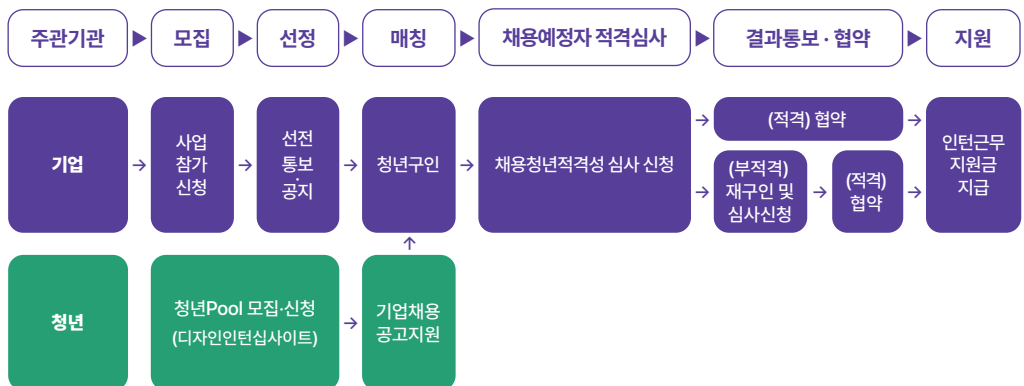 주관기관
모집
선정
매칭
채용예정자 적격심사
결과통보 · 협약
지원
기업
사업
참가
신청
선전
통보
·
공지
청년구인
채용청년적격성 심사 신청
(적격) 협약
(부적격)
재구인 및
심사신청
(적격)
협약
인턴근무
지원금
지급
청년
청년Pool 모집·신청
(디자인인턴십사이트)
기업채용
공고지원